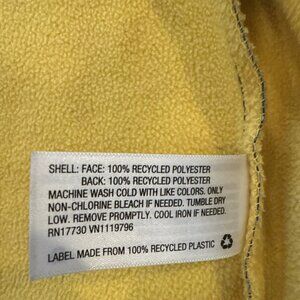 SHELL: FACE: 100% RECYCLED POLYESTER
BACK: 100% RECYCLED POLYESTER
MACHINE WASH COLD WITH LIKE COLORS. ONLY
NON-CHLORINE BLEACH IF NEEDED. TUMBLE DRY
LOW. REMOVE PROMPTLY. COOL IRON IF NEEDED.
RN17730 VN1119796
LABEL MADE FROM 100% RECYCLED PLASTIC